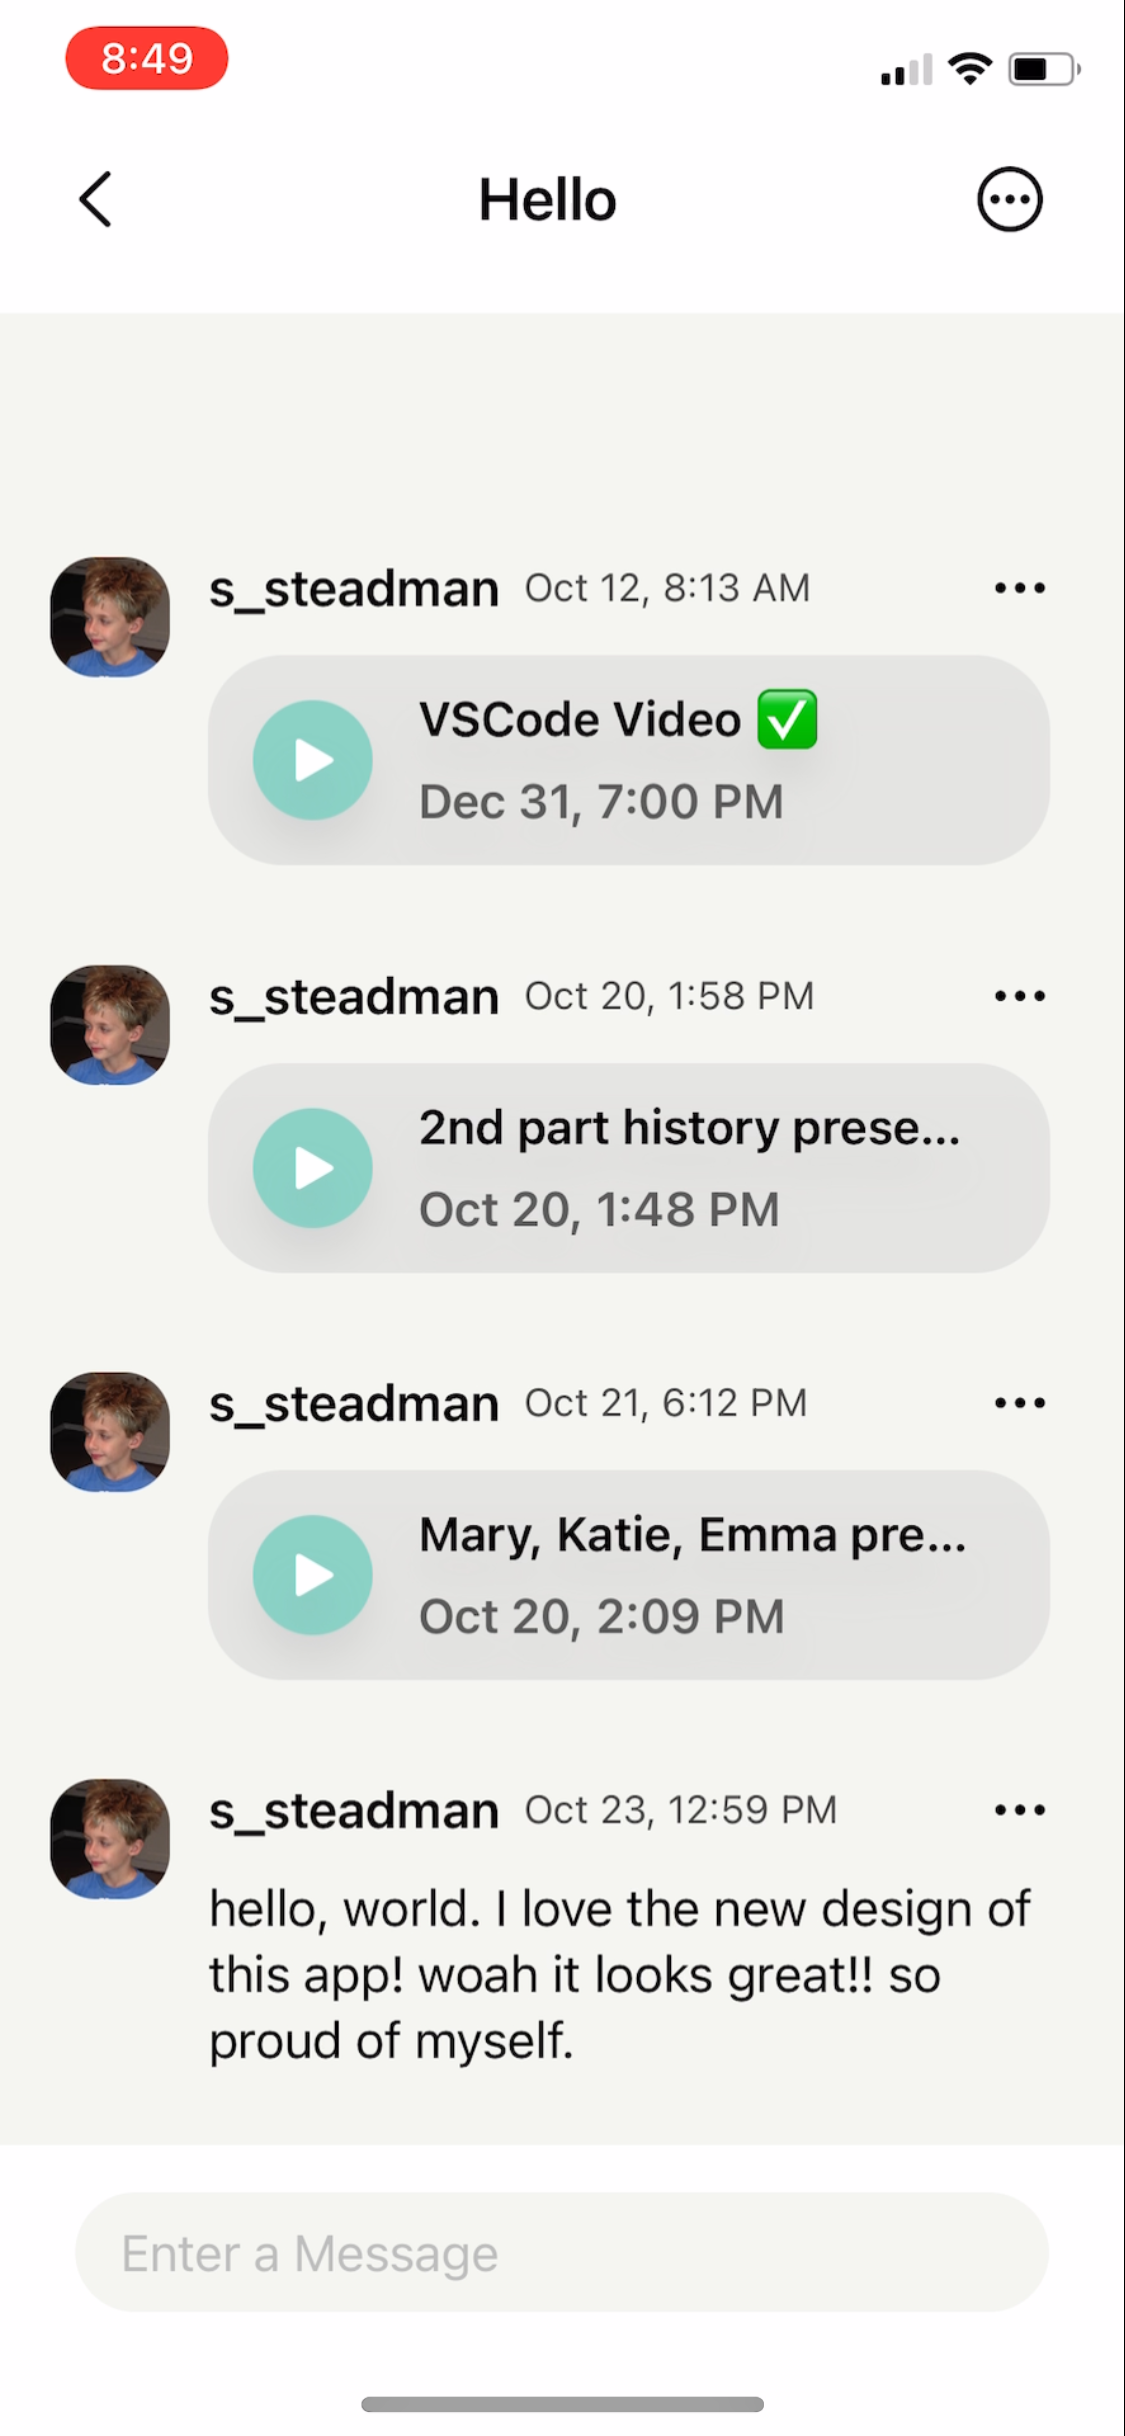 8:49
Hello
s_steadman Oct 12, 8:13 AM
VSCode Video ✅
Dec 31, 7:00 PM
s_steadman Oct 20, 1:58 PM
2nd part history prese...
Oct 20, 1:48 PM
s_steadman Oct 21, 6:12 PM
Mary, Katie, Emma pre...
Oct 20, 2:09 PM
s_steadman Oct 23, 12:59 PM
hello, world. I love the new design of
this app! woah it looks great!! so
proud of myself.
Enter a Message